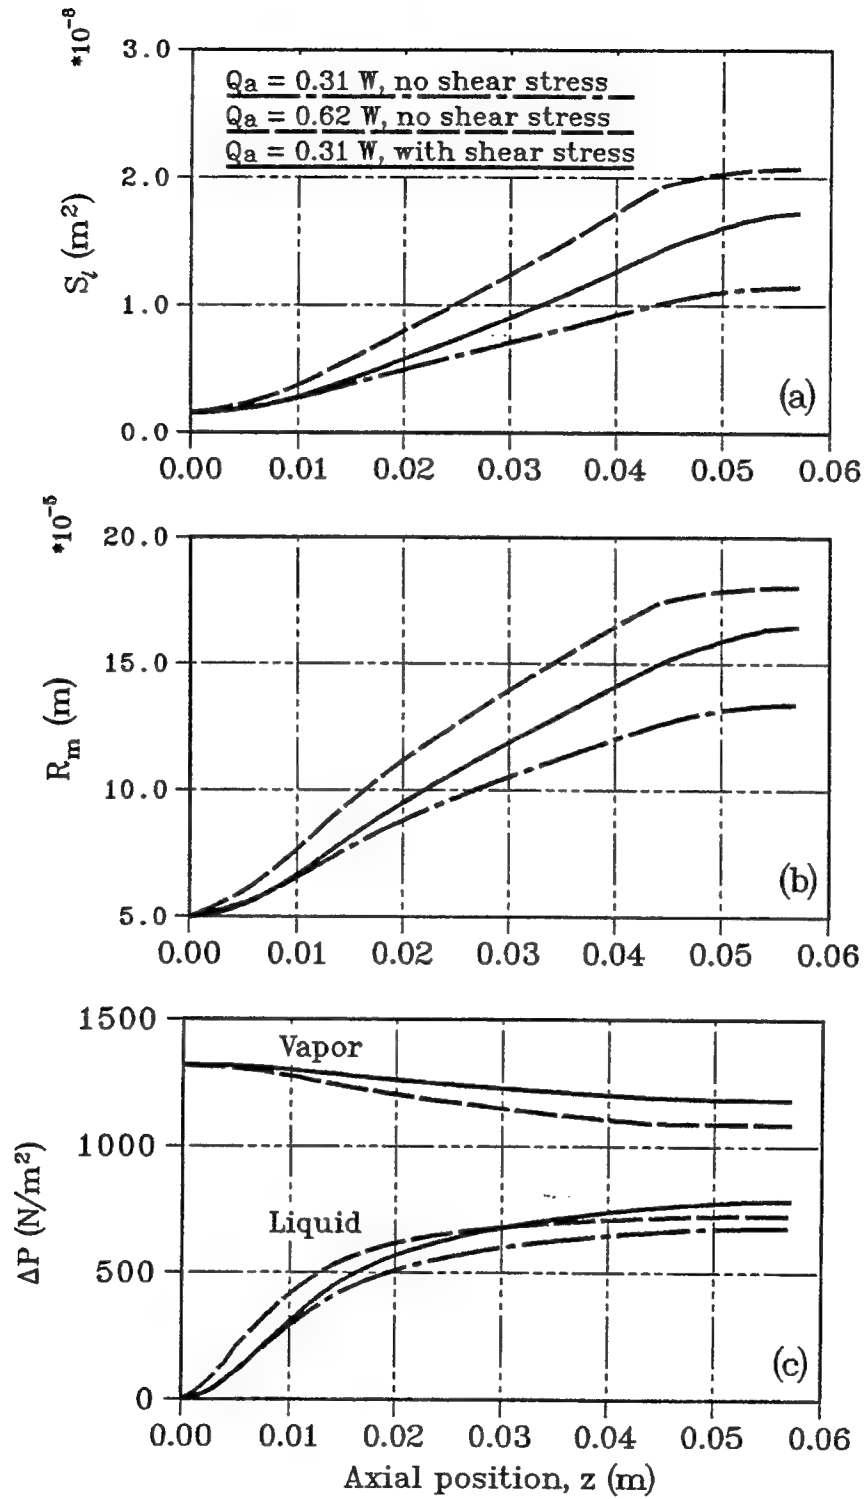 *10⁻⁸
3.0
Qa = 0.31 W, no shear stress
Qa = 0.62 W, no shear stress
Qa = 0.31 W, with shear stress
2.0
Sₗ (m²)
1.0
(a)
0.0
0.00 0.01 0.02 0.03 0.04 0.05 0.06
*10⁻⁵
20.0
15.0
Rₘ (m)
10.0
(b)
5.0
0.00 0.01 0.02 0.03 0.04 0.05 0.06
1500
Vapor
1000
ΔP (N/m²)
Liquid
500
(c)
0
0.00 0.01 0.02 0.03 0.04 0.05 0.06
Axial position, z (m)